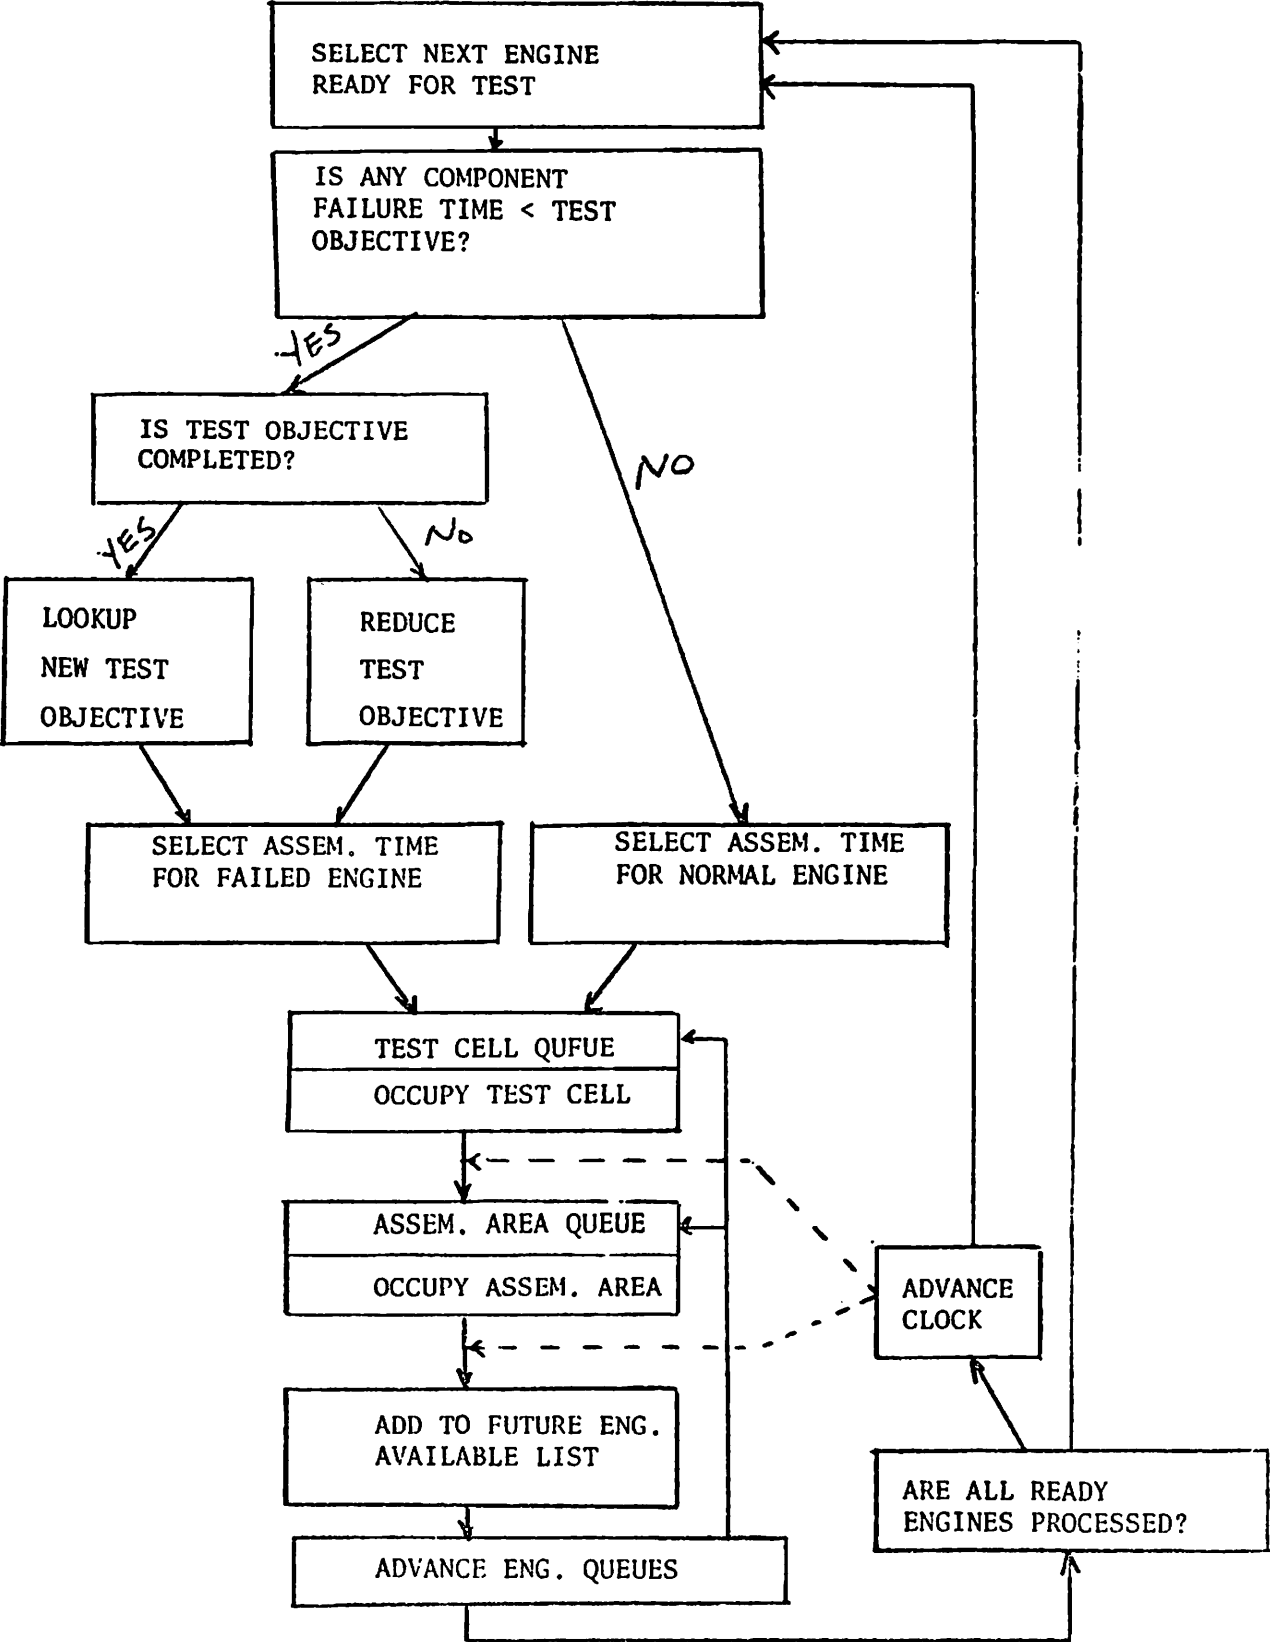 SELECT NEXT ENGINE
READY FOR TEST
IS ANY COMPONENT
FAILURE TIME < TEST
OBJECTIVE?
YES
NO
IS TEST OBJECTIVE
COMPLETED?
YES
NO
LOOKUP
NEW TEST
OBJECTIVE
REDUCE
TEST
OBJECTIVE
SELECT ASSEM. TIME
FOR FAILED ENGINE
SELECT ASSEM. TIME
FOR NORMAL ENGINE
TEST CELL QUFUE
OCCUPY TEST CELL
ASSEM. AREA QUEUE
OCCUPY ASSEM. AREA
ADVANCE
CLOCK
ADD TO FUTURE ENG.
AVAILABLE LIST
ARE ALL READY
ENGINES PROCESSED?
ADVANCE ENG. QUEUES